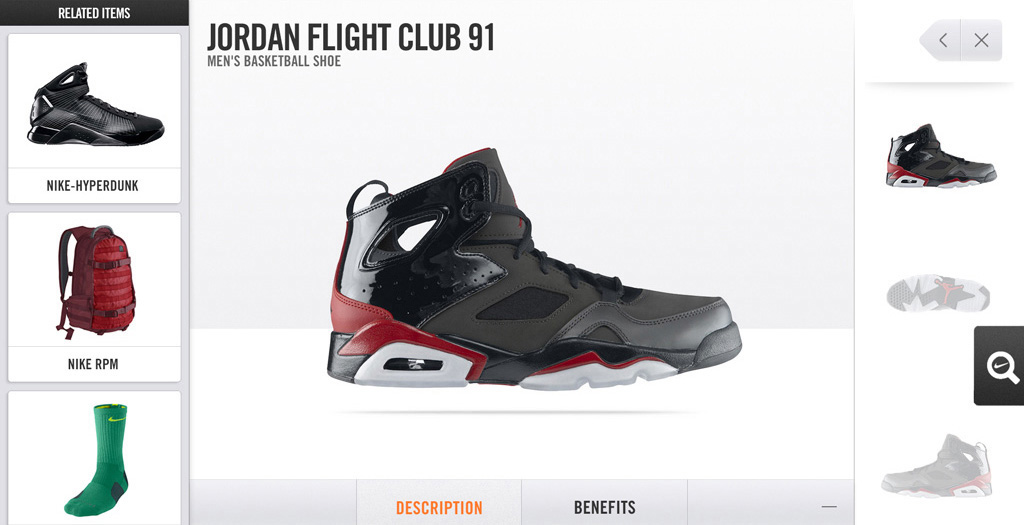 RELATED ITEMS
NIKE-HYPERDUNK
NIKE RPM
JORDAN FLIGHT CLUB 91
MEN'S BASKETBALL SHOE
DESCRIPTION
BENEFITS